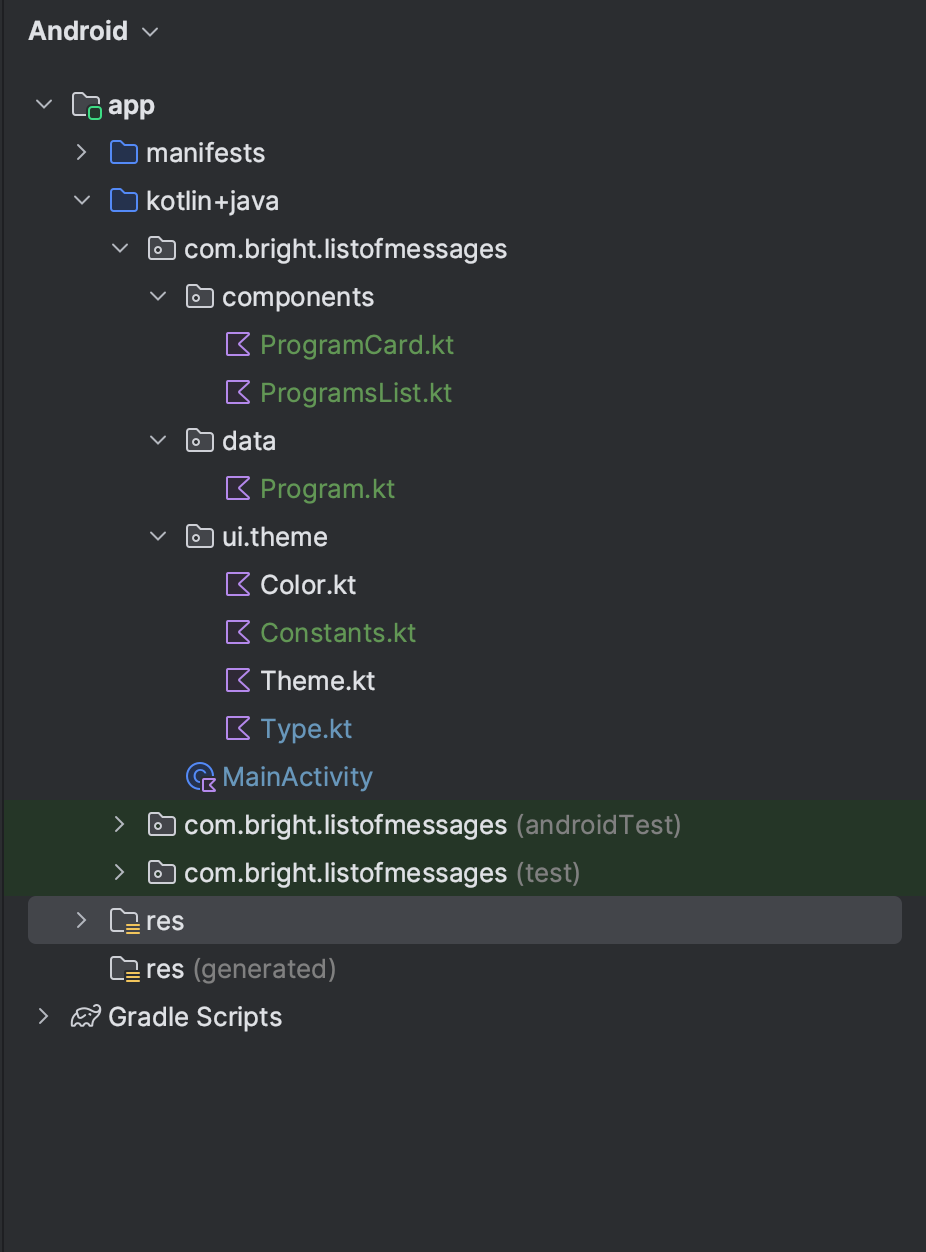 Android
app
manifests
kotlin+java
com.bright.listofmessages
components
ProgramCard.kt
ProgramsList.kt
data
Program.kt
ui.theme
Color.kt
Constants.kt
Theme.kt
Type.kt
MainActivity
com.bright.listofmessages (androidTest)
com.bright.listofmessages (test)
res
res (generated)
Gradle Scripts